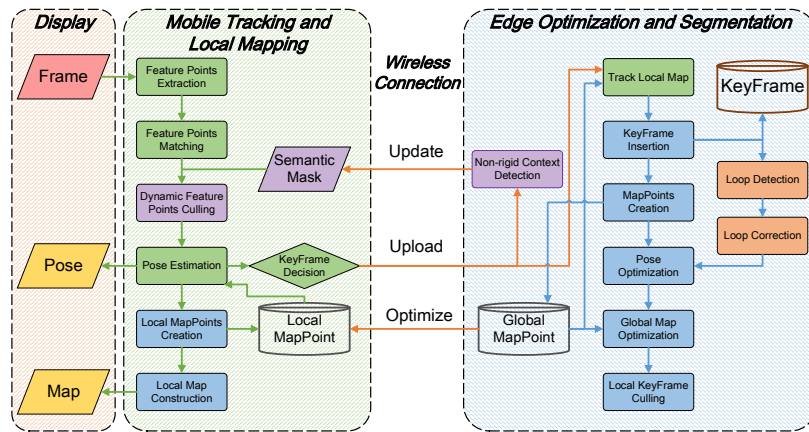 Display
Mobile Tracking and
Local Mapping
Wireless
Connection
Edge Optimization and Segmentation
Frame
Feature Points
Extraction
Feature Points
Matching
Semantic
Mask
Dynamic Feature
Points Culling
Pose
Pose Estimation
KeyFrame
Decision
Local MapPoints
Creation
Local
MapPoint
Map
Local Map
Construction
Update
Upload
Optimize
Track Local Map
KeyFrame
KeyFrame
Insertion
Non-rigid Context
Detection
Loop Detection
MapPoints
Creation
Loop Correction
Pose
Optimization
Global
MapPoint
Global Map
Optimization
Local KeyFrame
Culling